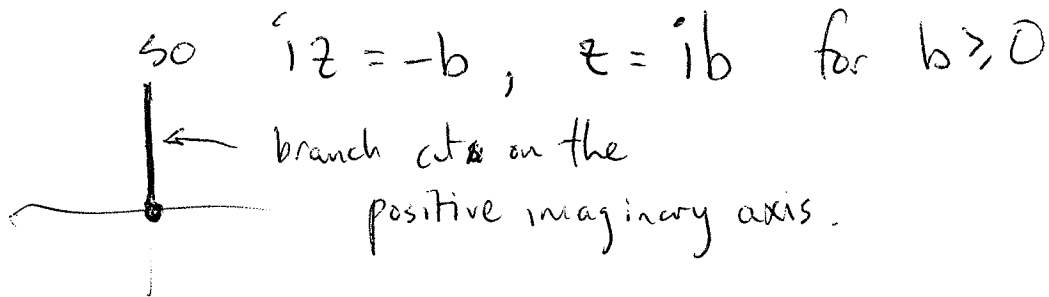 so iz = -b, z = ib for b ≥ 0
branch cut on the
positive imaginary axis.